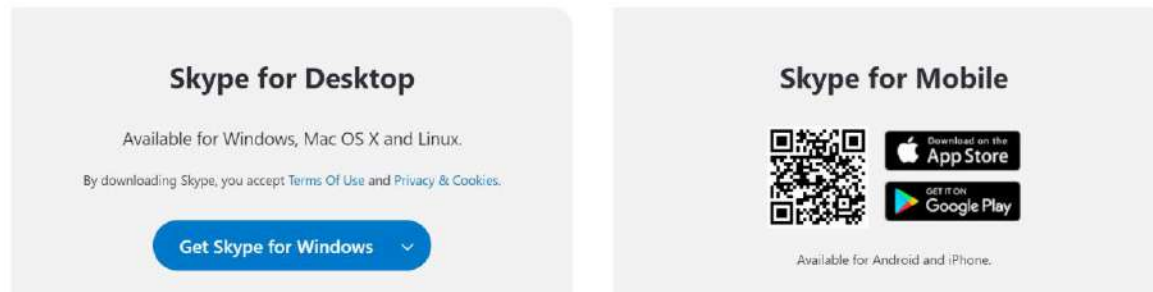 Skype for Desktop
Available for Windows, Mac OS X and Linux.
By downloading Skype, you accept Terms Of Use and Privacy & Cookies.
Get Skype for Windows
Skype for Mobile
Download on the
App Store
GET IT ON
Google Play
Available for Android and iPhone.